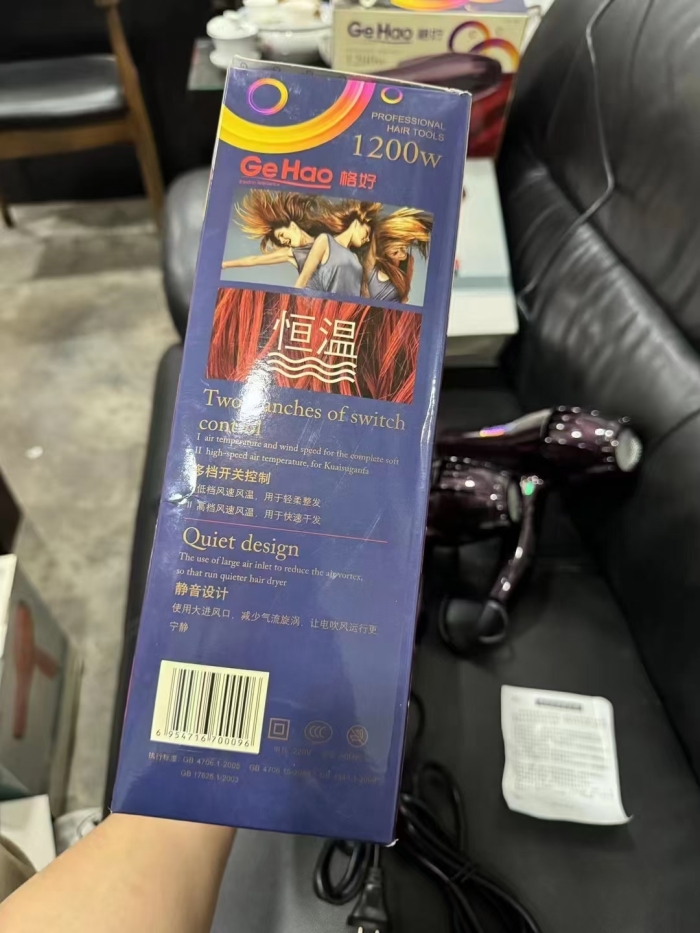 Ge Hao 格好
1200w
PROFESSIONAL
HAIR TOOLS
1200w
Ge Hao 格好
恒温
of switch
I air temperature and wind speed for the complete soft
II high-speed air temperature, for Kuaisuganfa
多档开关控制
低档风速风温，用于轻柔整发
II 高档风速风温，用于快速干发
Quiet design
The use of large air inlet to reduce the air vortex,
so that run quieter hair dryer
静音设计
使用大进风口，减少气流旋涡，让电吹风运行更
宁静
6 954716 700096
执行标准: GB 4706.1-2005
GB 17625.1-2003